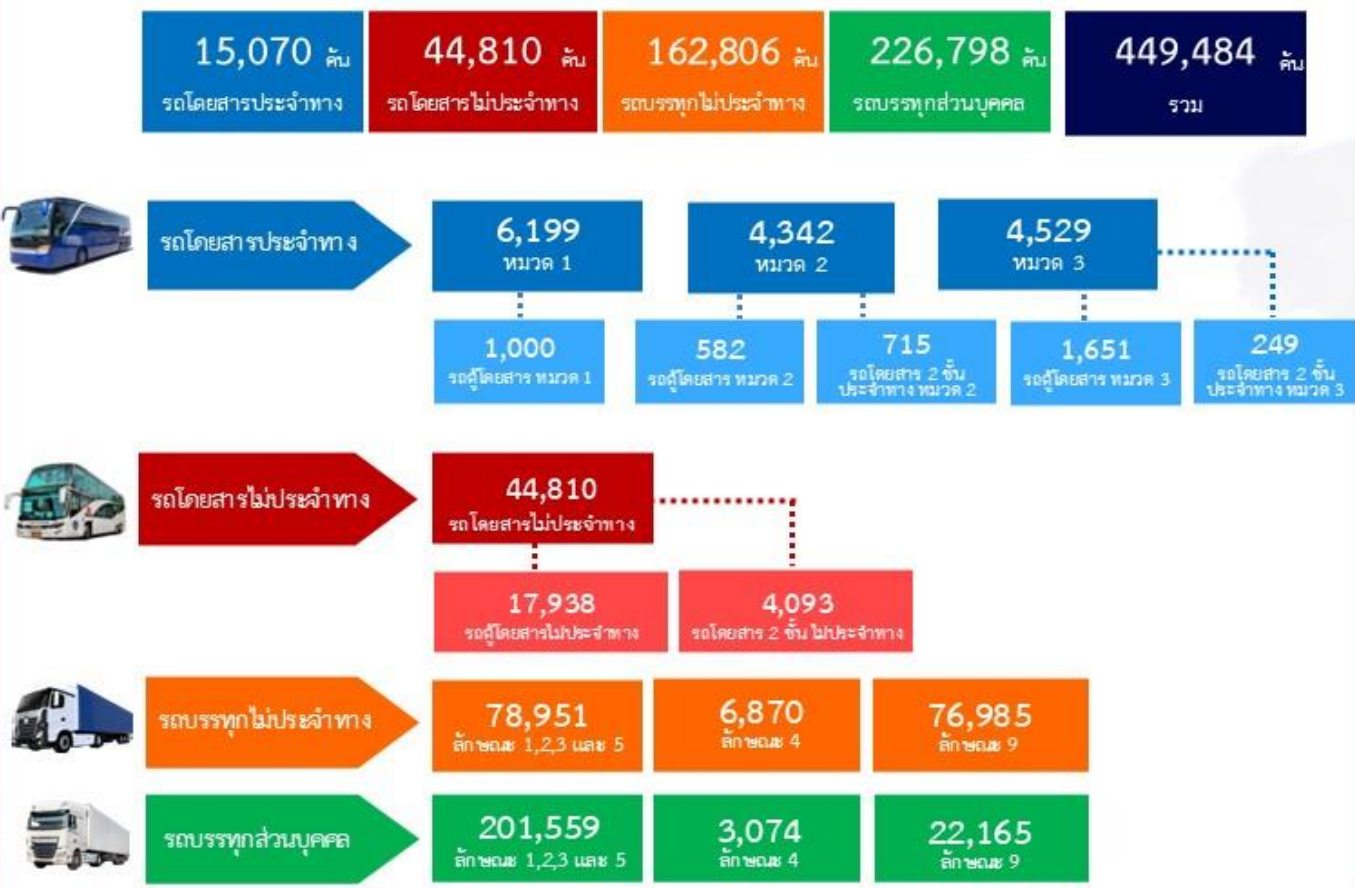 15,070 คัน
รถโดยสารประจำทาง
44,810 คัน
รถโดยสารไม่ประจำทาง
162,806 คัน
รถบรรทุกไม่ประจำทาง
226,798 คัน
รถบรรทุกส่วนบุคคล
449,484 คัน
รวม
รถโดยสารประจำทาง
6,199
หมวด 1
4,342
หมวด 2
4,529
หมวด 3
1,000
รถตู้โดยสาร หมวด 1
582
รถตู้โดยสาร หมวด 2
715
รถโดยสาร 2 ชั้น
ประจำทาง หมวด 2
1,651
รถตู้โดยสาร หมวด 3
249
รถโดยสาร 2 ชั้น
ประจำทาง หมวด 3
รถโดยสารไม่ประจำทาง
44,810
รถโดยสารไม่ประจำทาง
17,938
รถตู้โดยสารไม่ประจำทาง
4,093
รถโดยสาร 2 ชั้น ไม่ประจำทาง
รถบรรทุกไม่ประจำทาง
78,951
ลักษณะ 1,2,3 และ 5
6,870
ลักษณะ 4
76,985
ลักษณะ 9
รถบรรทุกส่วนบุคคล
201,559
ลักษณะ 1,2,3 และ 5
3,074
ลักษณะ 4
22,165
ลักษณะ 9